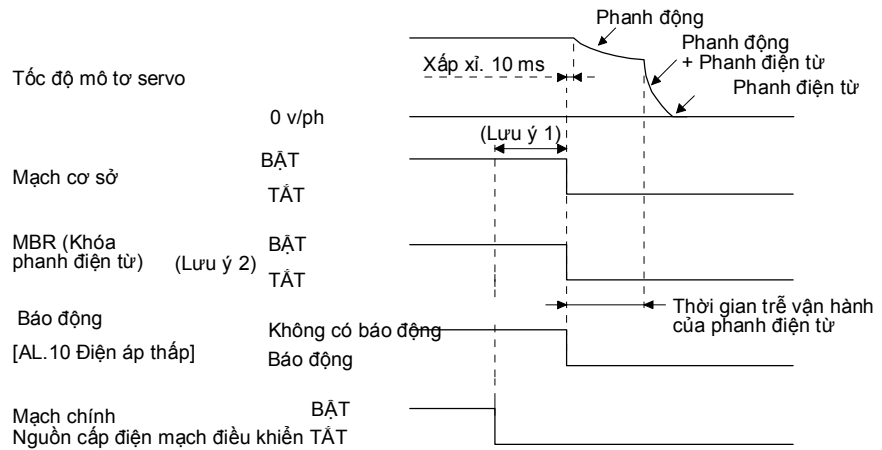 Phanh động
Phanh động
+ Phanh điện từ
Phanh điện từ
Xấp xỉ. 10 ms
Tốc độ mô tơ servo
0 v/ph
(Lưu ý 1)
BẬT
Mạch cơ sở
TẮT
MBR (Khóa
phanh điện từ)
(Lưu ý 2)
BẬT
TẮT
Thời gian trễ vận hành
của phanh điện từ
Báo động
Không có báo động
[AL.10 Điện áp thấp]
Báo động
Mạch chính
BẬT
Nguồn cấp điện mạch điều khiển TẮT